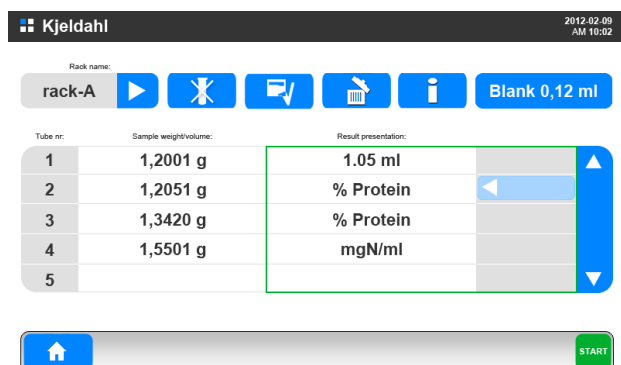 Kjeldahl
2012-02-09
AM 10:02
Rack name:
rack-A
Blank 0,12 ml
Tube nr: Sample weight/volume: Result presentation:
1 1,2001 g 1.05 ml
2 1,2051 g % Protein
3 1,3420 g % Protein
4 1,5501 g mgN/ml
5
START